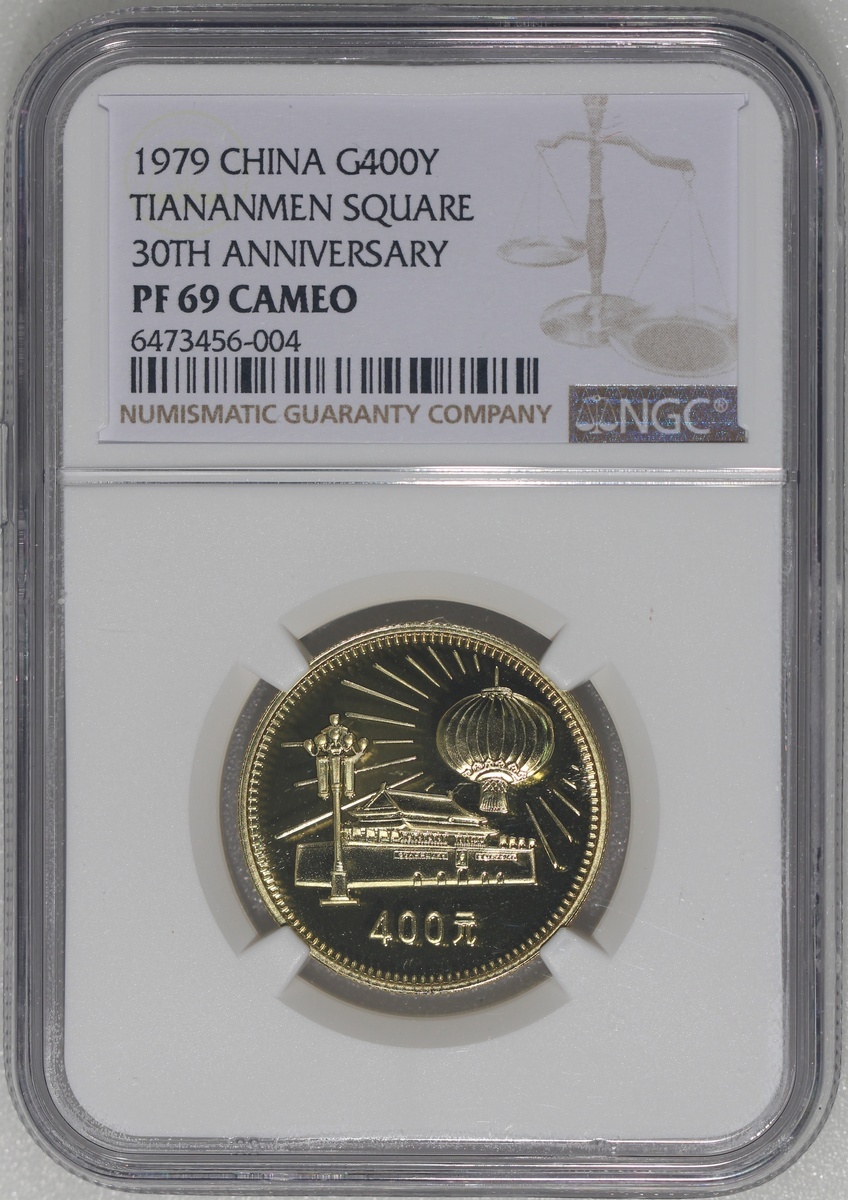 1979 CHINA G400Y
TIANANMEN SQUARE
30TH ANNIVERSARY
PF 69 CAMEO
6473456-004
NUMISMATIC GUARANTY COMPANY
NGC®
400元